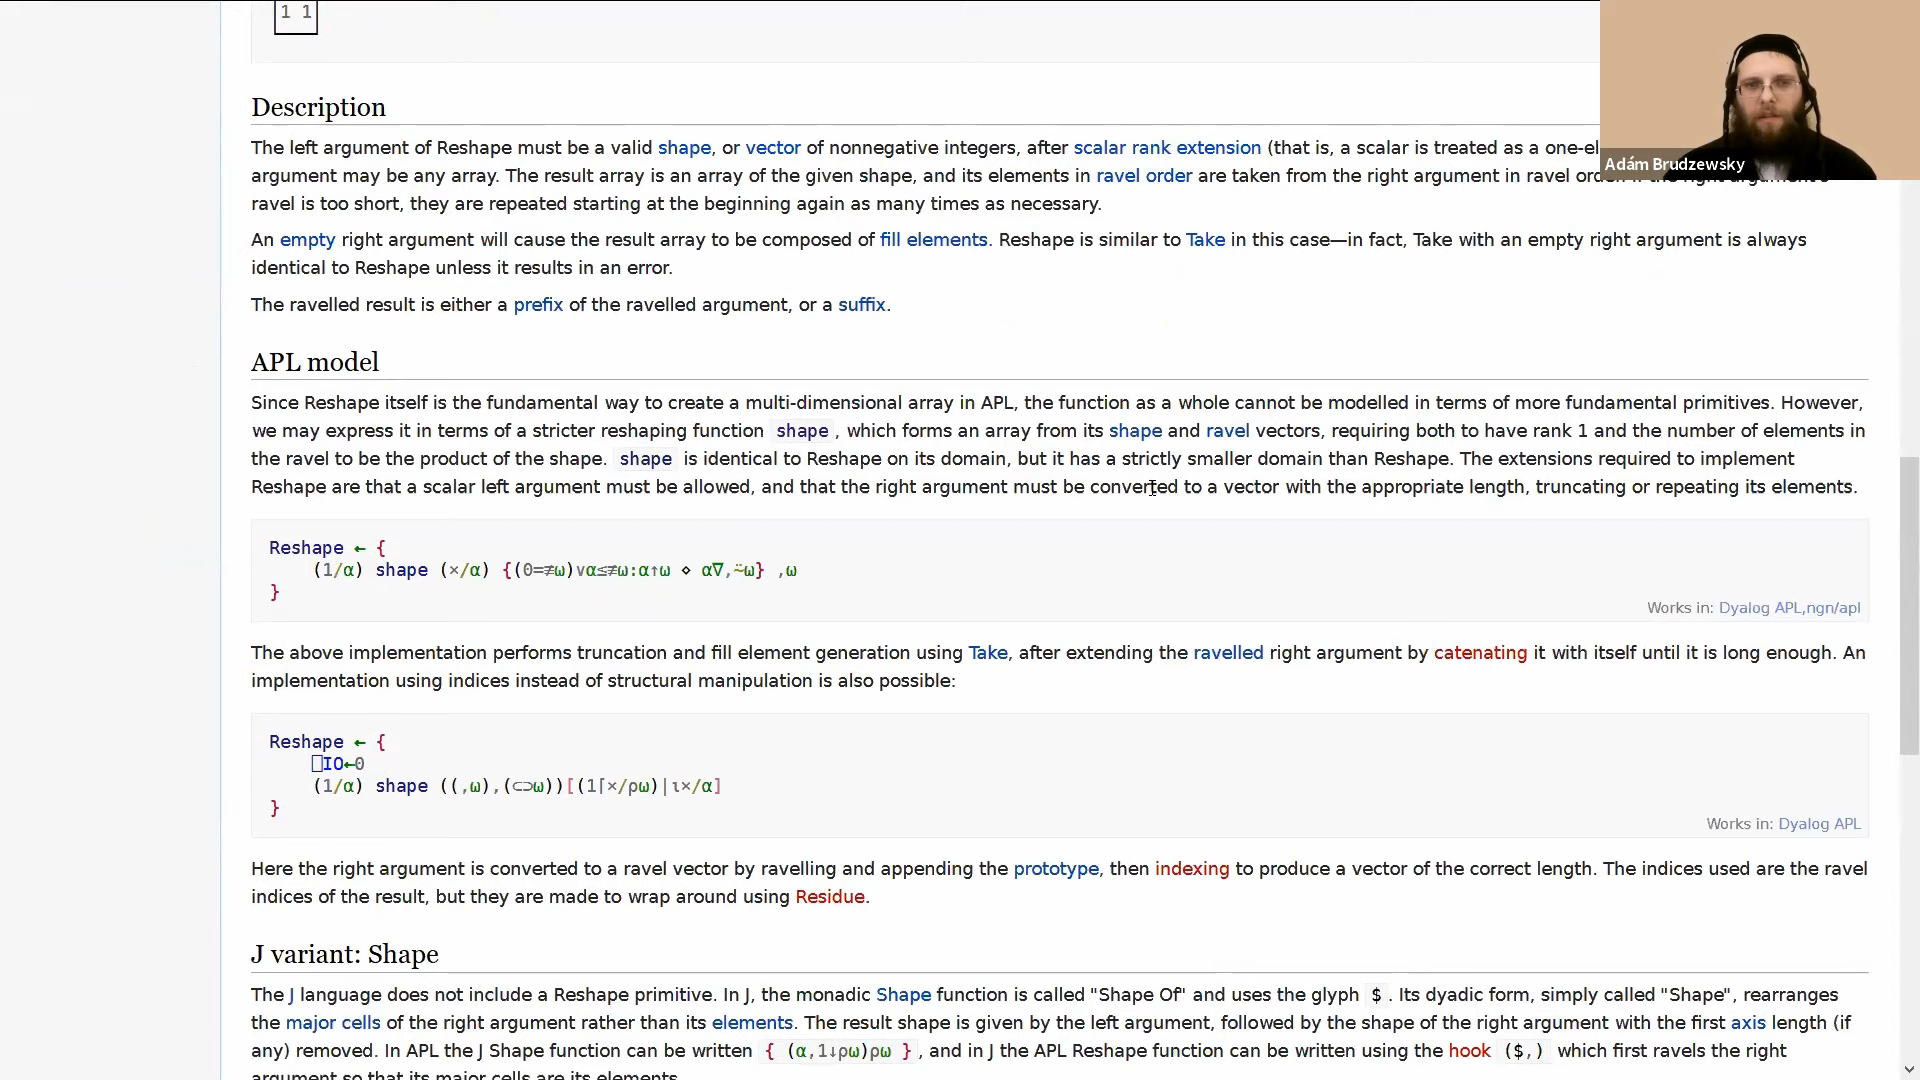 1 1
Description
The left argument of Reshape must be a valid shape, or vector of nonnegative integers, after scalar rank extension (that is, a scalar is treated as a one-el
Adám Brudzewsky
argument may be any array. The result array is an array of the given shape, and its elements in ravel order are taken from the right argument in ravel
ravel is too short, they are repeated starting at the beginning again as many times as necessary.
An empty right argument will cause the result array to be composed of fill elements. Reshape is similar to Take in this case—in fact, Take with an empty right argument is always
identical to Reshape unless it results in an error.
The ravelled result is either a prefix of the ravelled argument, or a suffix.
APL model
Since Reshape itself is the fundamental way to create a multi-dimensional array in APL, the function as a whole cannot be modelled in terms of more fundamental primitives. However,
we may express it in terms of a stricter reshaping function shape, which forms an array from its shape and ravel vectors, requiring both to have rank 1 and the number of elements in
the ravel to be the product of the shape. shape is identical to Reshape on its domain, but it has a strictly smaller domain than Reshape. The extensions required to implement
Reshape are that a scalar left argument must be allowed, and that the right argument must be converted to a vector with the appropriate length, truncating or repeating its elements.
Reshape ← {
(1/⍺) shape (×/⍺) {(0=≢⍵)∨⍺≤≢⍵:⍺↑⍵ ⋄ ⍺∇,⍨⍵} ,⍵
}
Works in: Dyalog APL,ngn/apl
The above implementation performs truncation and fill element generation using Take, after extending the ravelled right argument by catenating it with itself until it is long enough. An
implementation using indices instead of structural manipulation is also possible:
Reshape ← {
⎕IO←0
(1/⍺) shape ((,⍵),(⊂⊃⍵))[(1⌈×/⍴⍵)|⍳×/⍺]
}
Works in: Dyalog APL
Here the right argument is converted to a ravel vector by ravelling and appending the prototype, then indexing to produce a vector of the correct length. The indices used are the ravel
indices of the result, but they are made to wrap around using Residue.
J variant: Shape
The J language does not include a Reshape primitive. In J, the monadic Shape function is called "Shape Of" and uses the glyph $. Its dyadic form, simply called "Shape", rearranges
the major cells of the right argument rather than its elements. The result shape is given by the left argument, followed by the shape of the right argument with the first axis length (if
any) removed. In APL the J Shape function can be written { (⍺,1↓⍴⍵)⍴⍵ }, and in J the APL Reshape function can be written using the hook ($,) which first ravels the right
argument so that its major cells are its elements.